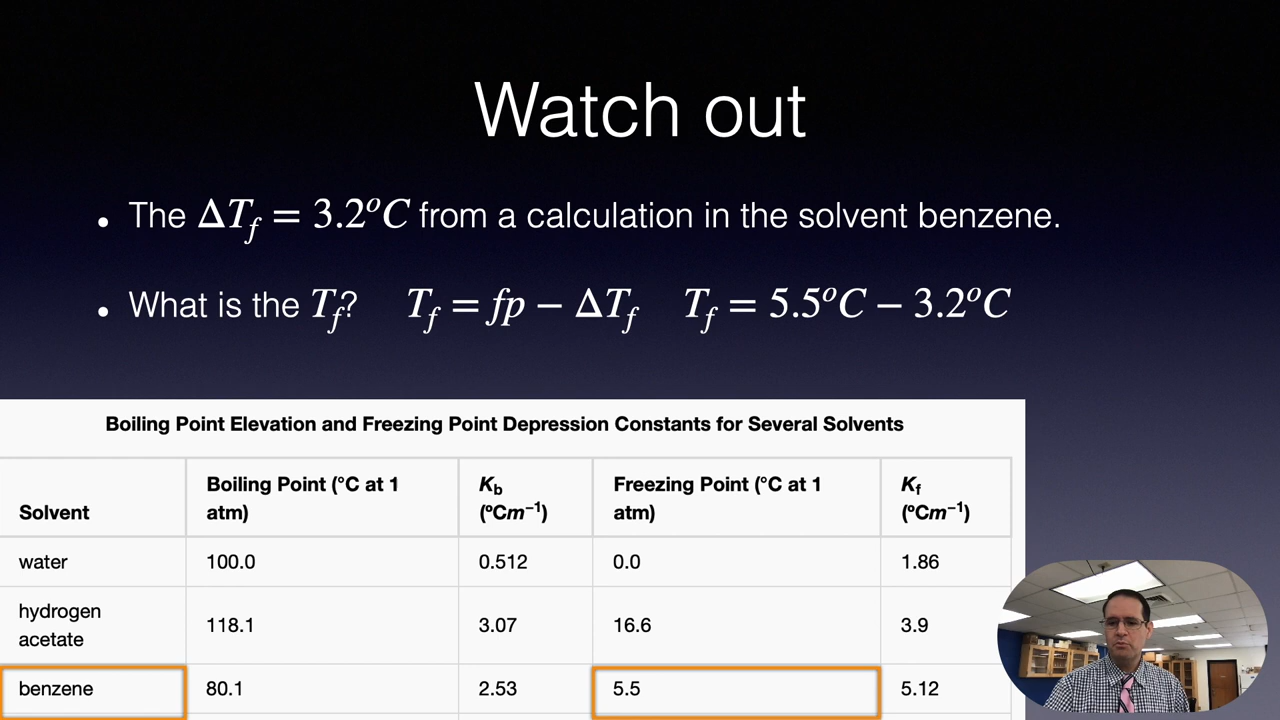 Watch out
• The ΔT_f = 3.2°C from a calculation in the solvent benzene.
• What is the T_f? T_f = fp − ΔT_f T_f = 5.5°C − 3.2°C
Boiling Point Elevation and Freezing Point Depression Constants for Several Solvents
Solvent Boiling Point (°C at 1 atm) K_b (°Cm⁻¹) Freezing Point (°C at 1 atm) K_f (°Cm⁻¹)
water 100.0 0.512 0.0 1.86
hydrogen acetate 118.1 3.07 16.6 3.9
benzene 80.1 2.53 5.5 5.12